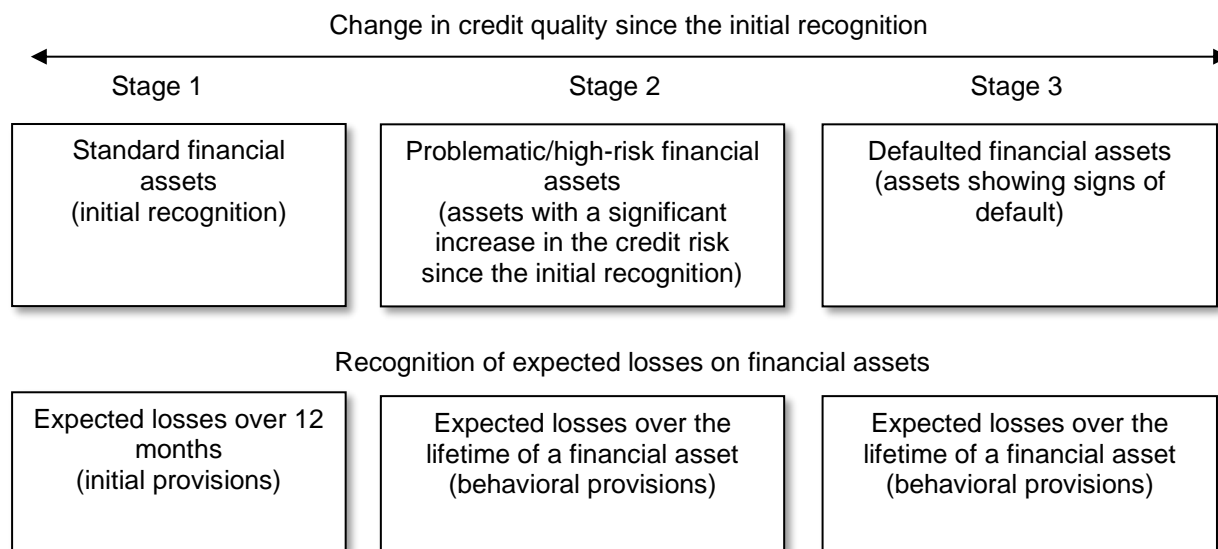 Change in credit quality since the initial recognition
Stage 1
Stage 2
Stage 3
Standard financial
assets
(initial recognition)
Problematic/high-risk financial
assets
(assets with a significant
increase in the credit risk
since the initial recognition)
Defaulted financial assets
(assets showing signs of
default)
Recognition of expected losses on financial assets
Expected losses over 12
months
(initial provisions)
Expected losses over the
lifetime of a financial asset
(behavioral provisions)
Expected losses over the
lifetime of a financial asset
(behavioral provisions)